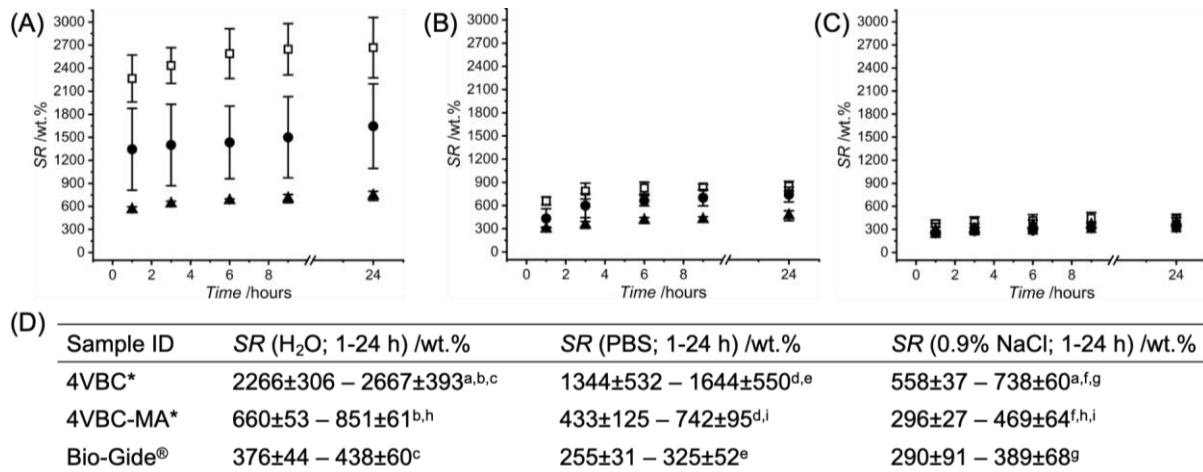 (A)
3000
2700
2400
2100
1800
1500
1200
900
600
300
0
SR /wt.%
0 2 4 6 8 24
Time /hours
(B)
3000
2700
2400
2100
1800
1500
1200
900
600
300
0
SR /wt.%
0 2 4 6 8 24
Time /hours
(C)
3000
2700
2400
2100
1800
1500
1200
900
600
300
0
SR /wt.%
0 2 4 6 8 24
Time /hours
(D)
Sample ID SR (H₂O; 1-24 h) /wt.% SR (PBS; 1-24 h) /wt.% SR (0.9% NaCl; 1-24 h) /wt.%
4VBC* 2266±306 – 2667±393a,b,c 1344±532 – 1644±550d,e 558±37 – 738±60a,f,g
4VBC-MA* 660±53 – 851±61b,h 433±125 – 742±95d,i 296±27 – 469±64f,h,i
Bio-Gide® 376±44 – 438±60c 255±31 – 325±52e 290±91 – 389±68g